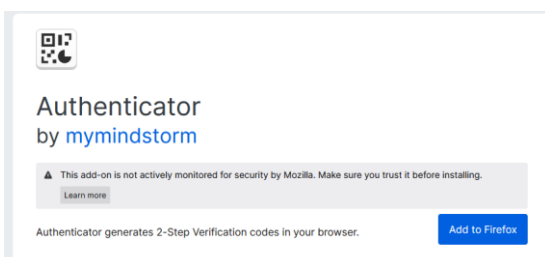 Authenticator
by mymindstorm
This add-on is not actively monitored for security by Mozilla. Make sure you trust it before installing.
Learn more
Authenticator generates 2-Step Verification codes in your browser.
Add to Firefox